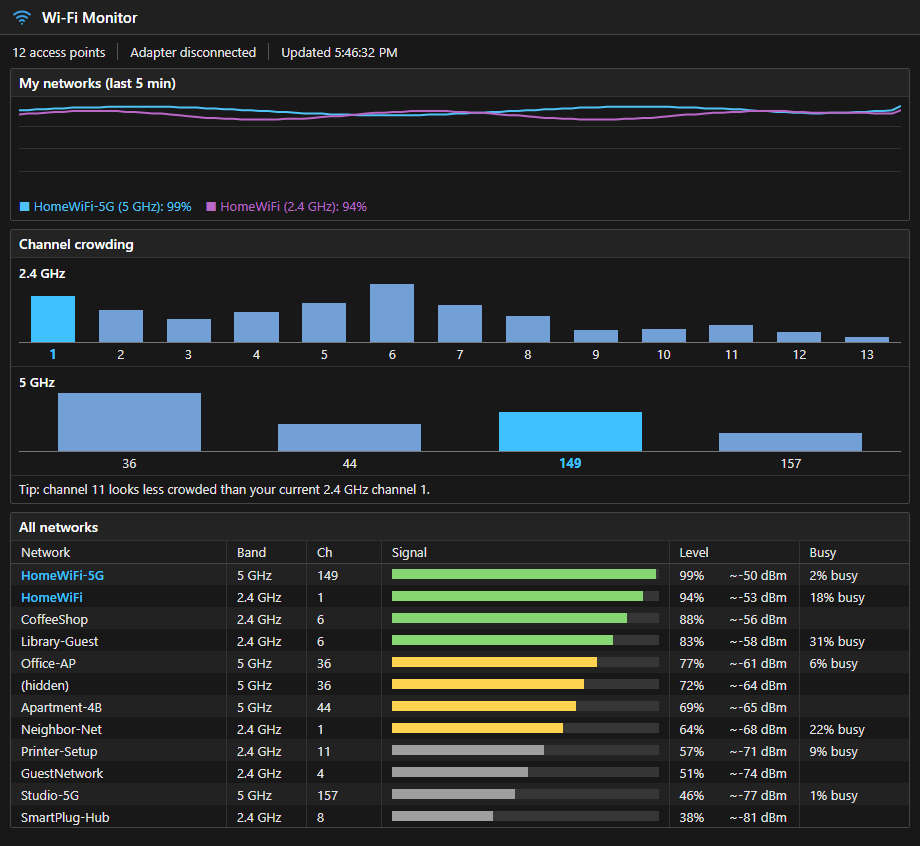 Wi-Fi Monitor
12 access points Adapter disconnected Updated 5:46:32 PM
My networks (last 5 min)
HomeWiFi-5G (5 GHz): 99% HomeWiFi (2.4 GHz): 94%
Channel crowding
2.4 GHz
1 2 3 4 5 6 7 8 9 10 11 12 13
5 GHz
36 44 149 157
Tip: channel 11 looks less crowded than your current 2.4 GHz channel 1.
All networks
Network Band Ch Signal Level Busy
HomeWiFi-5G 5 GHz 149 99% ~-50 dBm 2% busy
HomeWiFi 2.4 GHz 1 94% ~-53 dBm 18% busy
CoffeeShop 2.4 GHz 6 88% ~-56 dBm
Library-Guest 2.4 GHz 6 83% ~-58 dBm 31% busy
Office-AP 5 GHz 36 77% ~-61 dBm 6% busy
(hidden) 5 GHz 36 72% ~-64 dBm
Apartment-4B 5 GHz 44 69% ~-65 dBm
Neighbor-Net 2.4 GHz 1 64% ~-68 dBm 22% busy
Printer-Setup 2.4 GHz 11 57% ~-71 dBm 9% busy
GuestNetwork 2.4 GHz 4 51% ~-74 dBm
Studio-5G 5 GHz 157 46% ~-77 dBm 1% busy
SmartPlug-Hub 2.4 GHz 8 38% ~-81 dBm